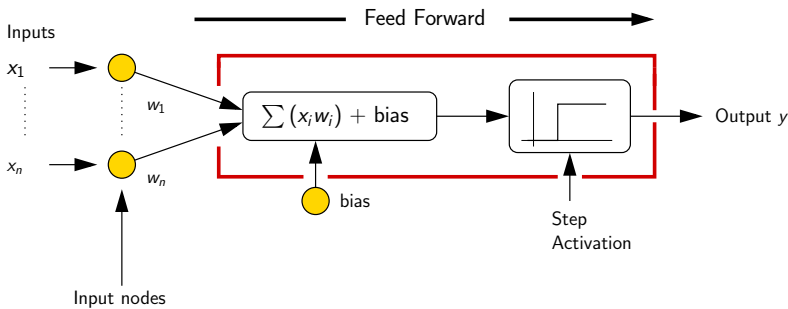 Feed Forward
Inputs
x₁
w₁
∑ (xᵢwᵢ) + bias
Output y
xₙ
wₙ
bias
Step
Activation
Input nodes